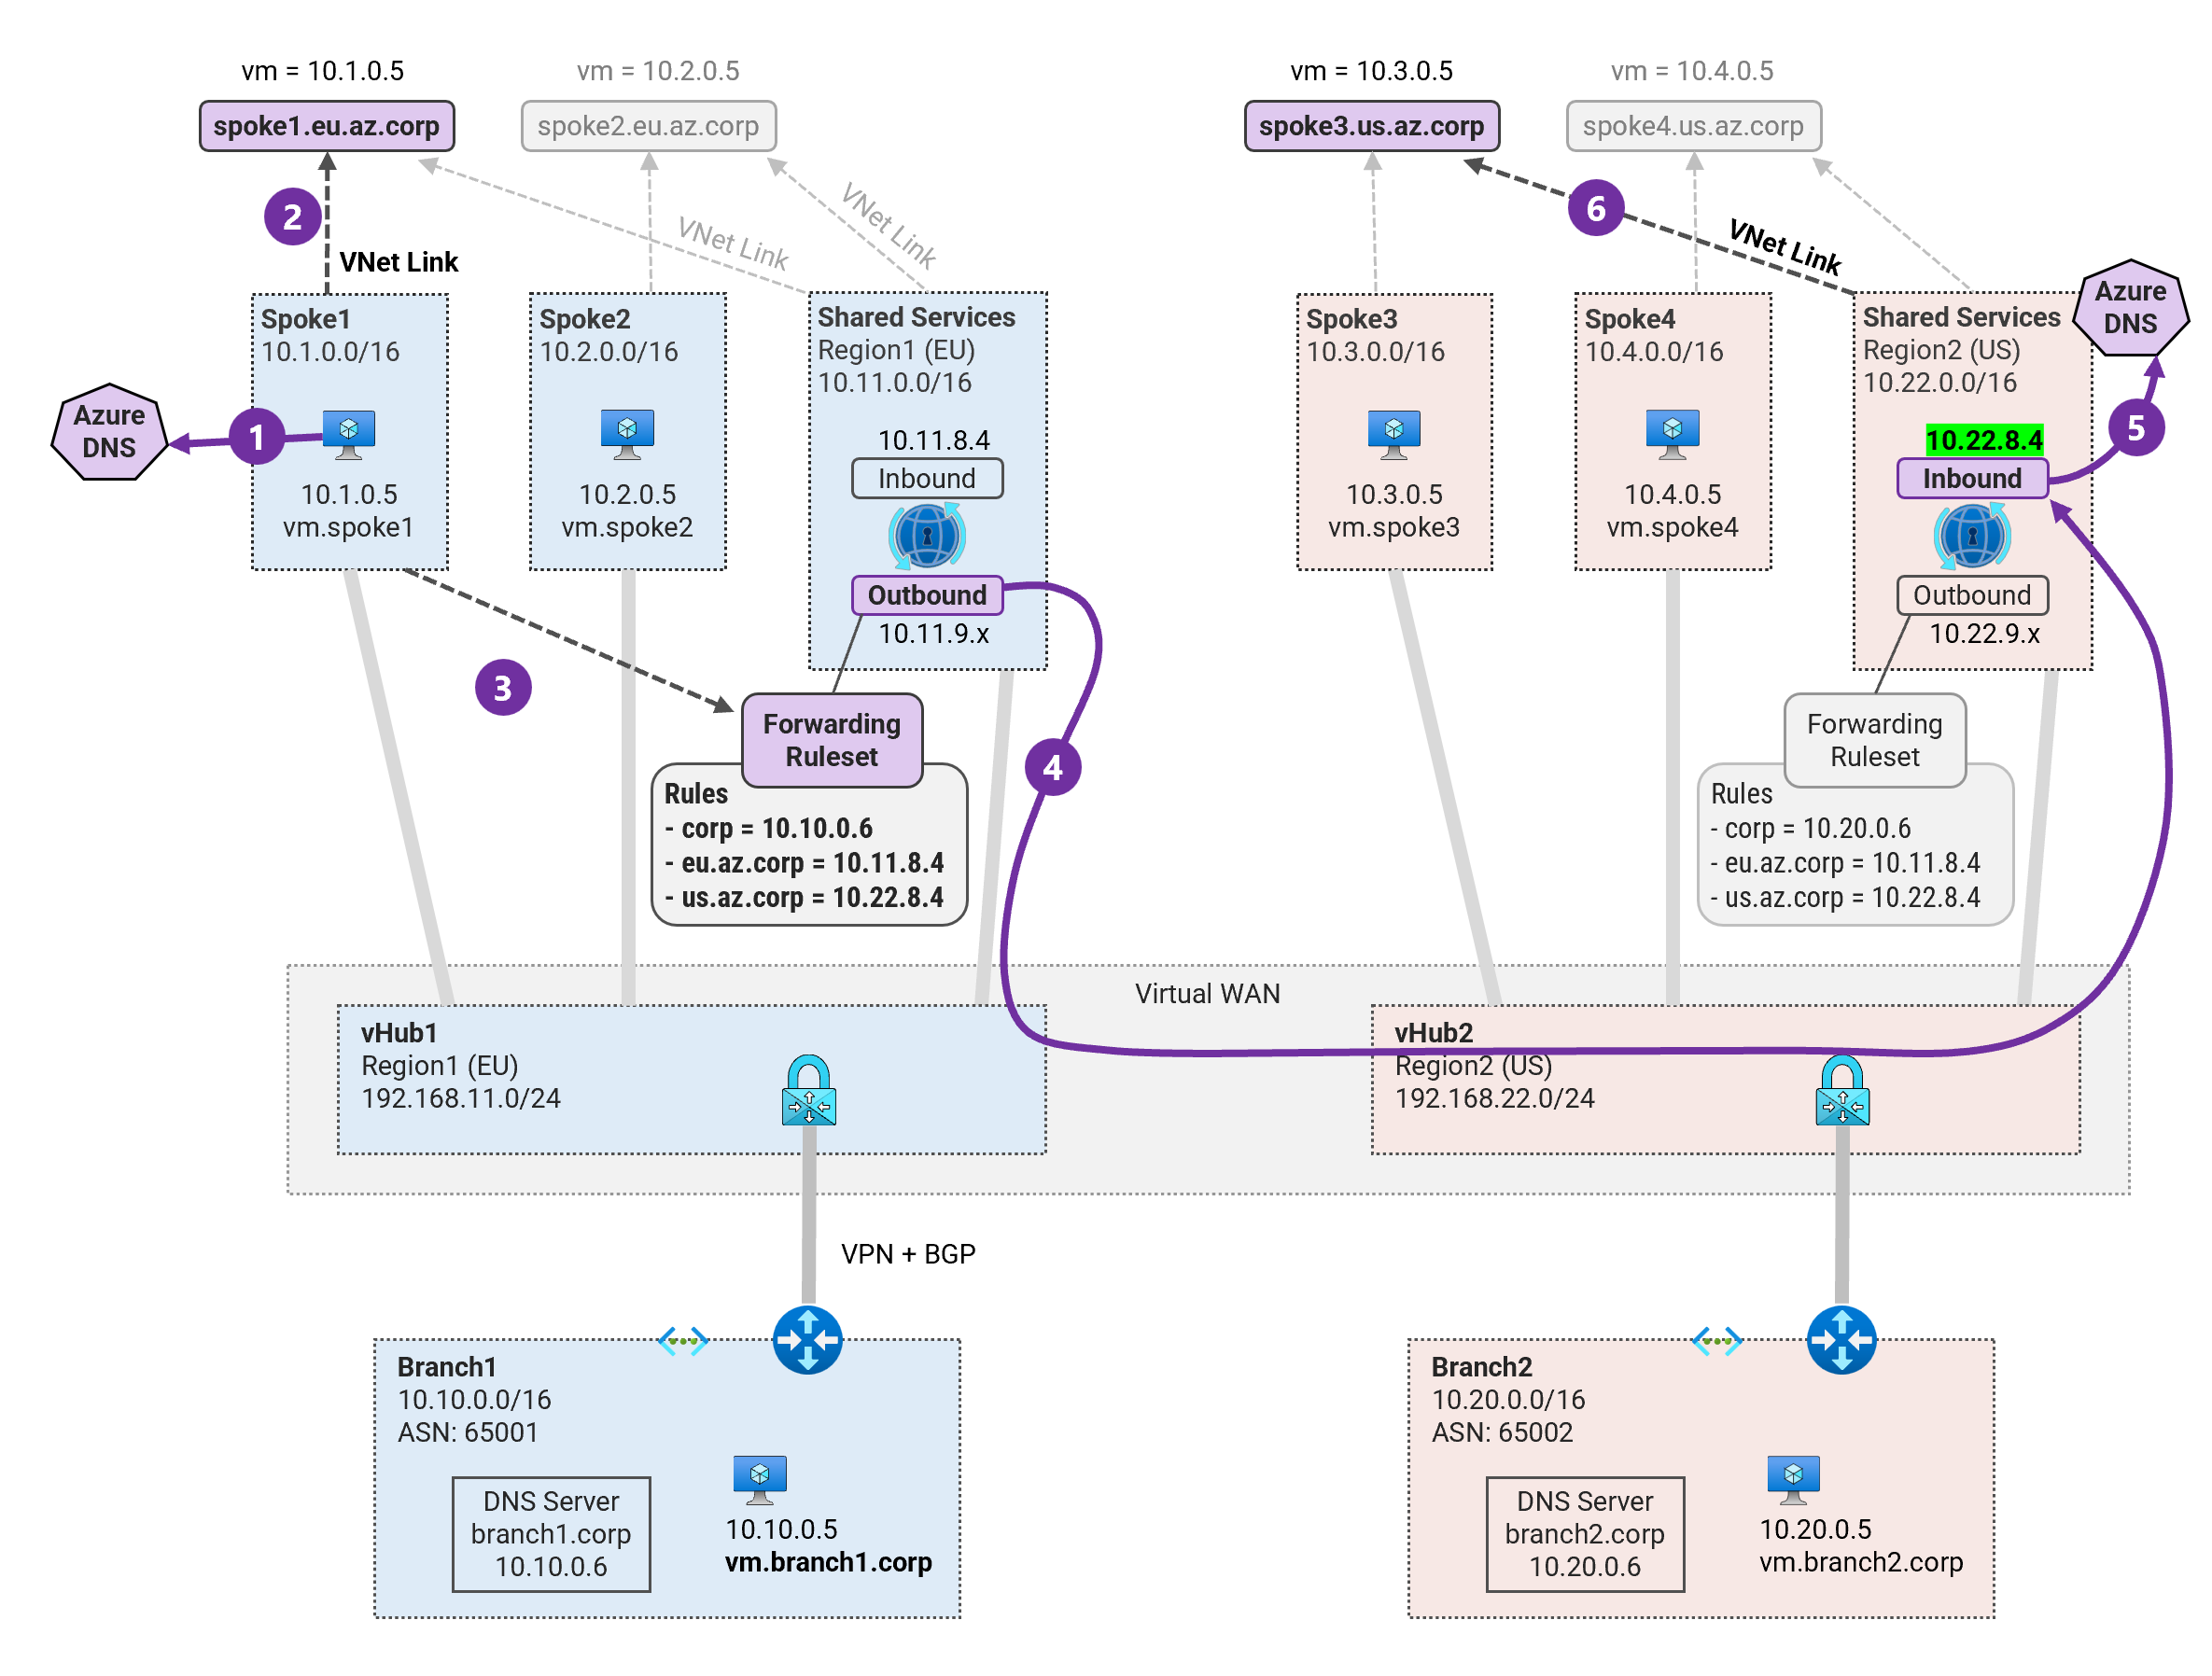 vm = 10.1.0.5
vm = 10.2.0.5
vm = 10.3.0.5
vm = 10.4.0.5
spoke1.eu.az.corp
spoke2.eu.az.corp
spoke3.us.az.corp
spoke4.us.az.corp
2
VNet Link
VNet Link
VNet Link
6
VNet Link
Spoke1
10.1.0.0/16
10.1.0.5
vm.spoke1
Azure
DNS
1
Spoke2
10.2.0.0/16
10.2.0.5
vm.spoke2
Shared Services
Region1 (EU)
10.11.0.0/16
10.11.8.4
Inbound
Outbound
10.11.9.x
Spoke3
10.3.0.0/16
10.3.0.5
vm.spoke3
Spoke4
10.4.0.0/16
10.4.0.5
vm.spoke4
Shared Services
Region2 (US)
10.22.0.0/16
10.22.8.4
Inbound
Outbound
10.22.9.x
Azure
DNS
5
3
Forwarding
Ruleset
Rules
- corp = 10.10.0.6
- eu.az.corp = 10.11.8.4
- us.az.corp = 10.22.8.4
4
Forwarding
Ruleset
Rules
- corp = 10.20.0.6
- eu.az.corp = 10.11.8.4
- us.az.corp = 10.22.8.4
Virtual WAN
vHub1
Region1 (EU)
192.168.11.0/24
vHub2
Region2 (US)
192.168.22.0/24
VPN + BGP
Branch1
10.10.0.0/16
ASN: 65001
DNS Server
branch1.corp
10.10.0.6
10.10.0.5
vm.branch1.corp
Branch2
10.20.0.0/16
ASN: 65002
DNS Server
branch2.corp
10.20.0.6
10.20.0.5
vm.branch2.corp